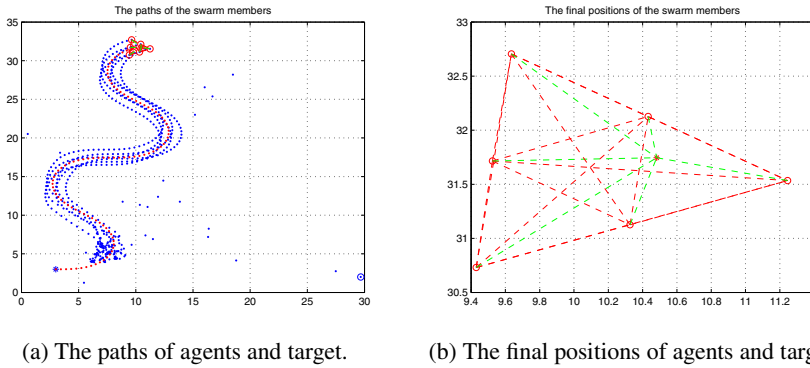 The paths of the swarm members
35
30
25
20
15
10
5
0
0 5 10 15 20 25 30
(a) The paths of agents and target.
The final positions of the swarm members
33
32.5
32
31.5
31
30.5
9.4 9.6 9.8 10 10.2 10.4 10.6 10.8 11 11.2
(b) The final positions of agents and targ